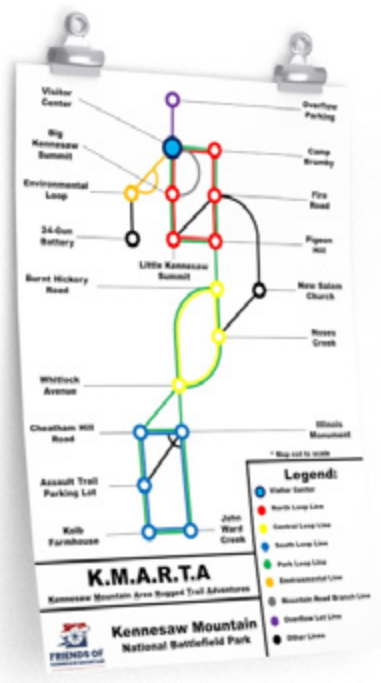 Visitor
Center
Overflow
Parking
Big
Kennesaw
Summit
Camp
Brumby
Environmental
Loop
Fire
Road
24-Gun
Battery
Pigeon
Hill
Little Kennesaw
Summit
Burnt Hickory
Road
New Salem
Church
Noses
Creek
Whitlock
Avenue
Cheatham Hill
Road
Illinois
Monument
* Map not to scale
Assault Trail
Parking Lot
Kolb
Farmhouse
John
Ward
Creek
Legend:
Visitor Center
North Loop Line
Central Loop Line
South Loop Line
Park Loop Line
Environmental Line
Mountain Road Branch Line
Overflow Lot Line
Other Lines
K.M.A.R.T.A
Kennesaw Mountain Area Rugged Trail Adventures
Kennesaw Mountain
National Battlefield Park
FRIENDS OF
KENNESAW MOUNTAIN